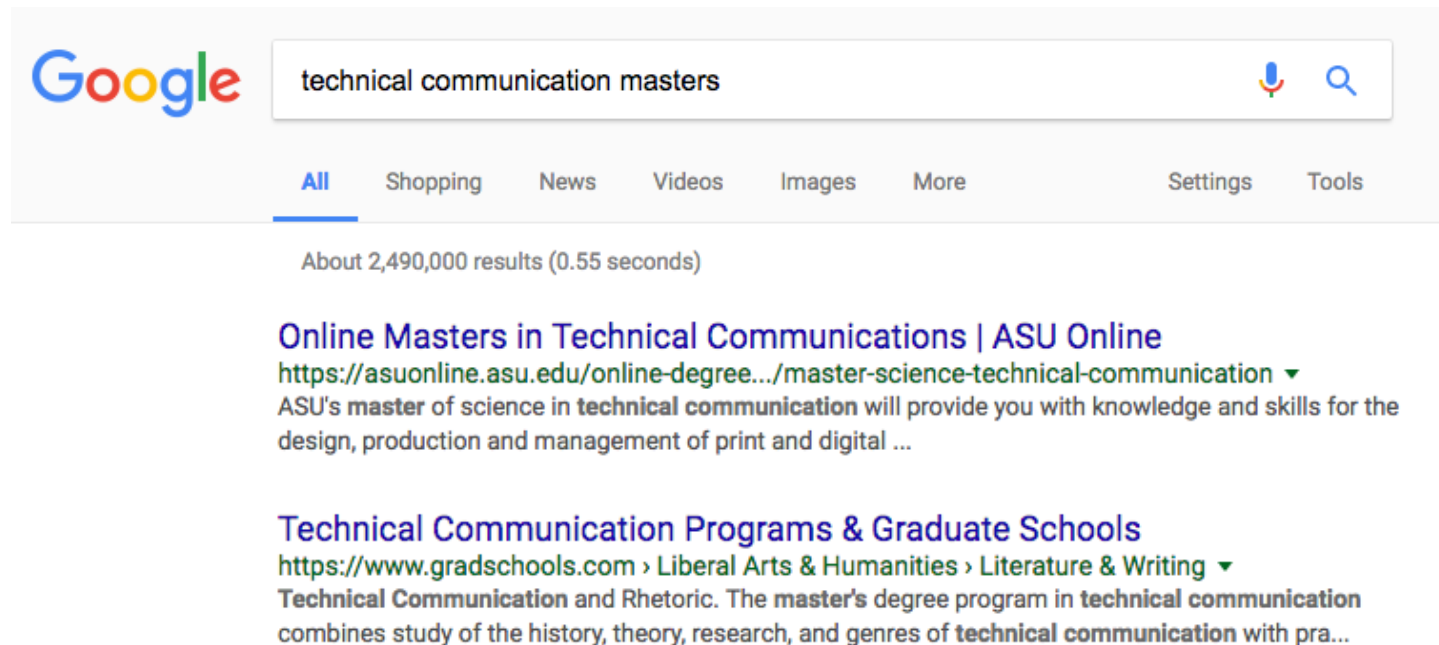 Google
technical communication masters
All Shopping News Videos Images More Settings Tools
About 2,490,000 results (0.55 seconds)
Online Masters in Technical Communications | ASU Online
https://asuonline.asu.edu/online-degree.../master-science-technical-communication
ASU's master of science in technical communication will provide you with knowledge and skills for the
design, production and management of print and digital ...
Technical Communication Programs & Graduate Schools
https://www.gradschools.com › Liberal Arts & Humanities › Literature & Writing
Technical Communication and Rhetoric. The master's degree program in technical communication
combines study of the history, theory, research, and genres of technical communication with pra...